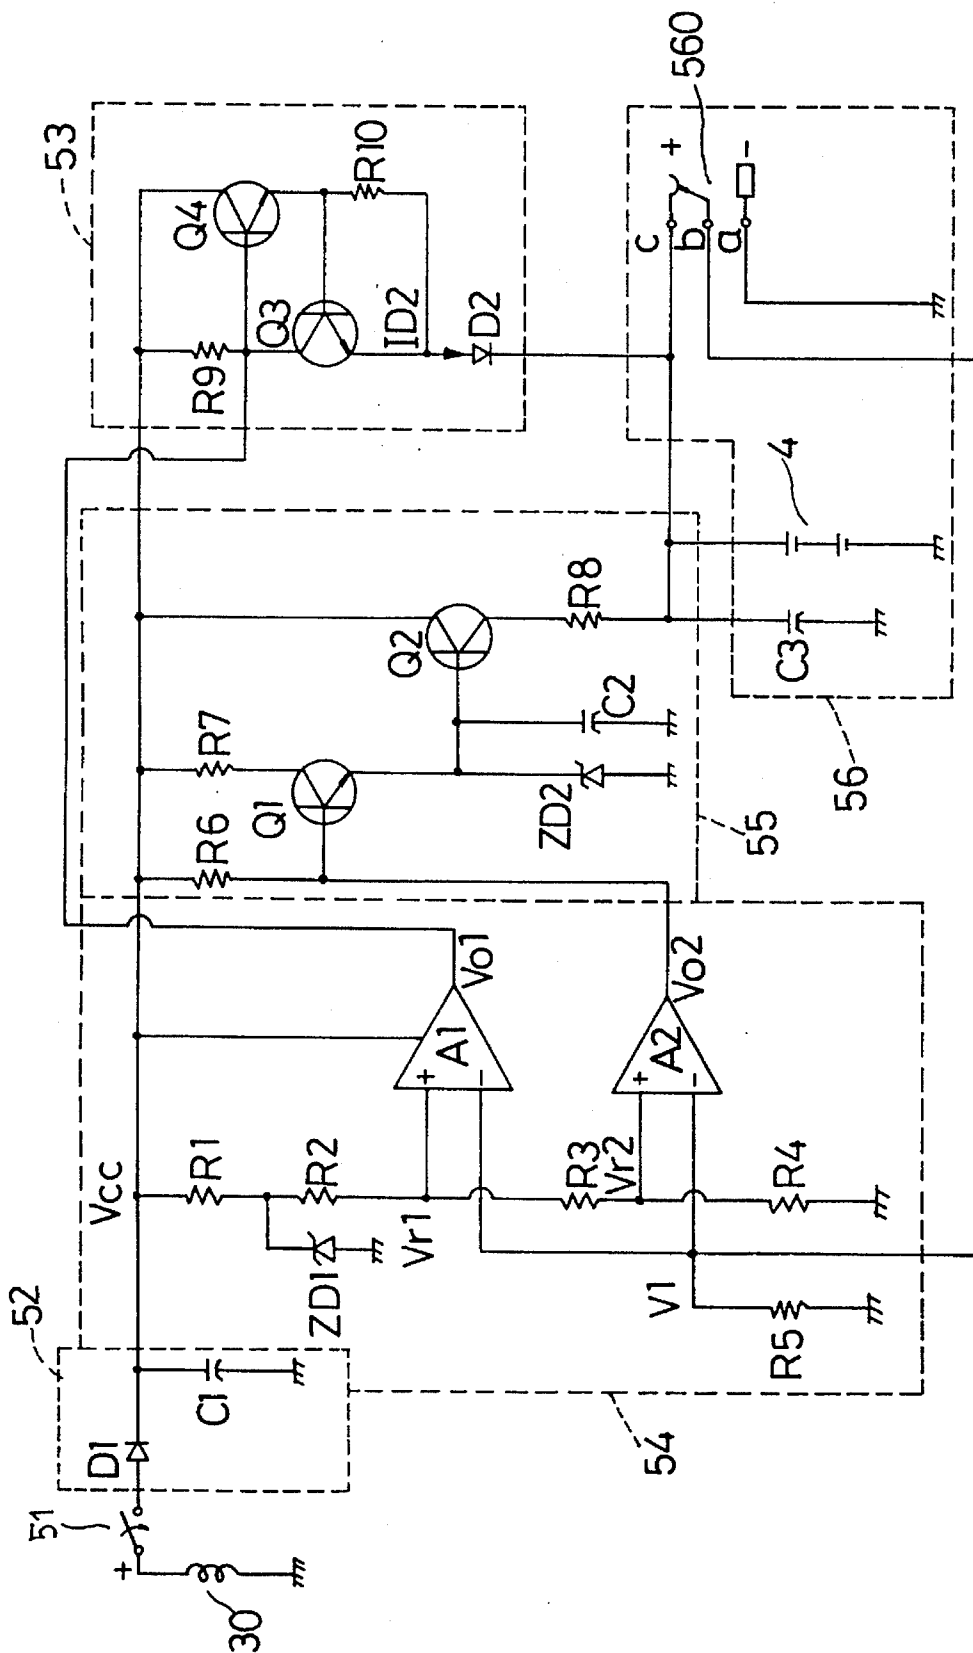 30
+
51
D1
52
C1
Vcc
R1
R2
ZD1
Vr1
R3
Vr2
R4
V1
R5
54
+
-
A1
Vo1
+
-
A2
Vo2
R6
R7
Q1
ZD2
C2
Q2
R8
55
53
R9
Q3
Q4
R10
ID2
D2
C3
4
56
c
b
a
+
-
560